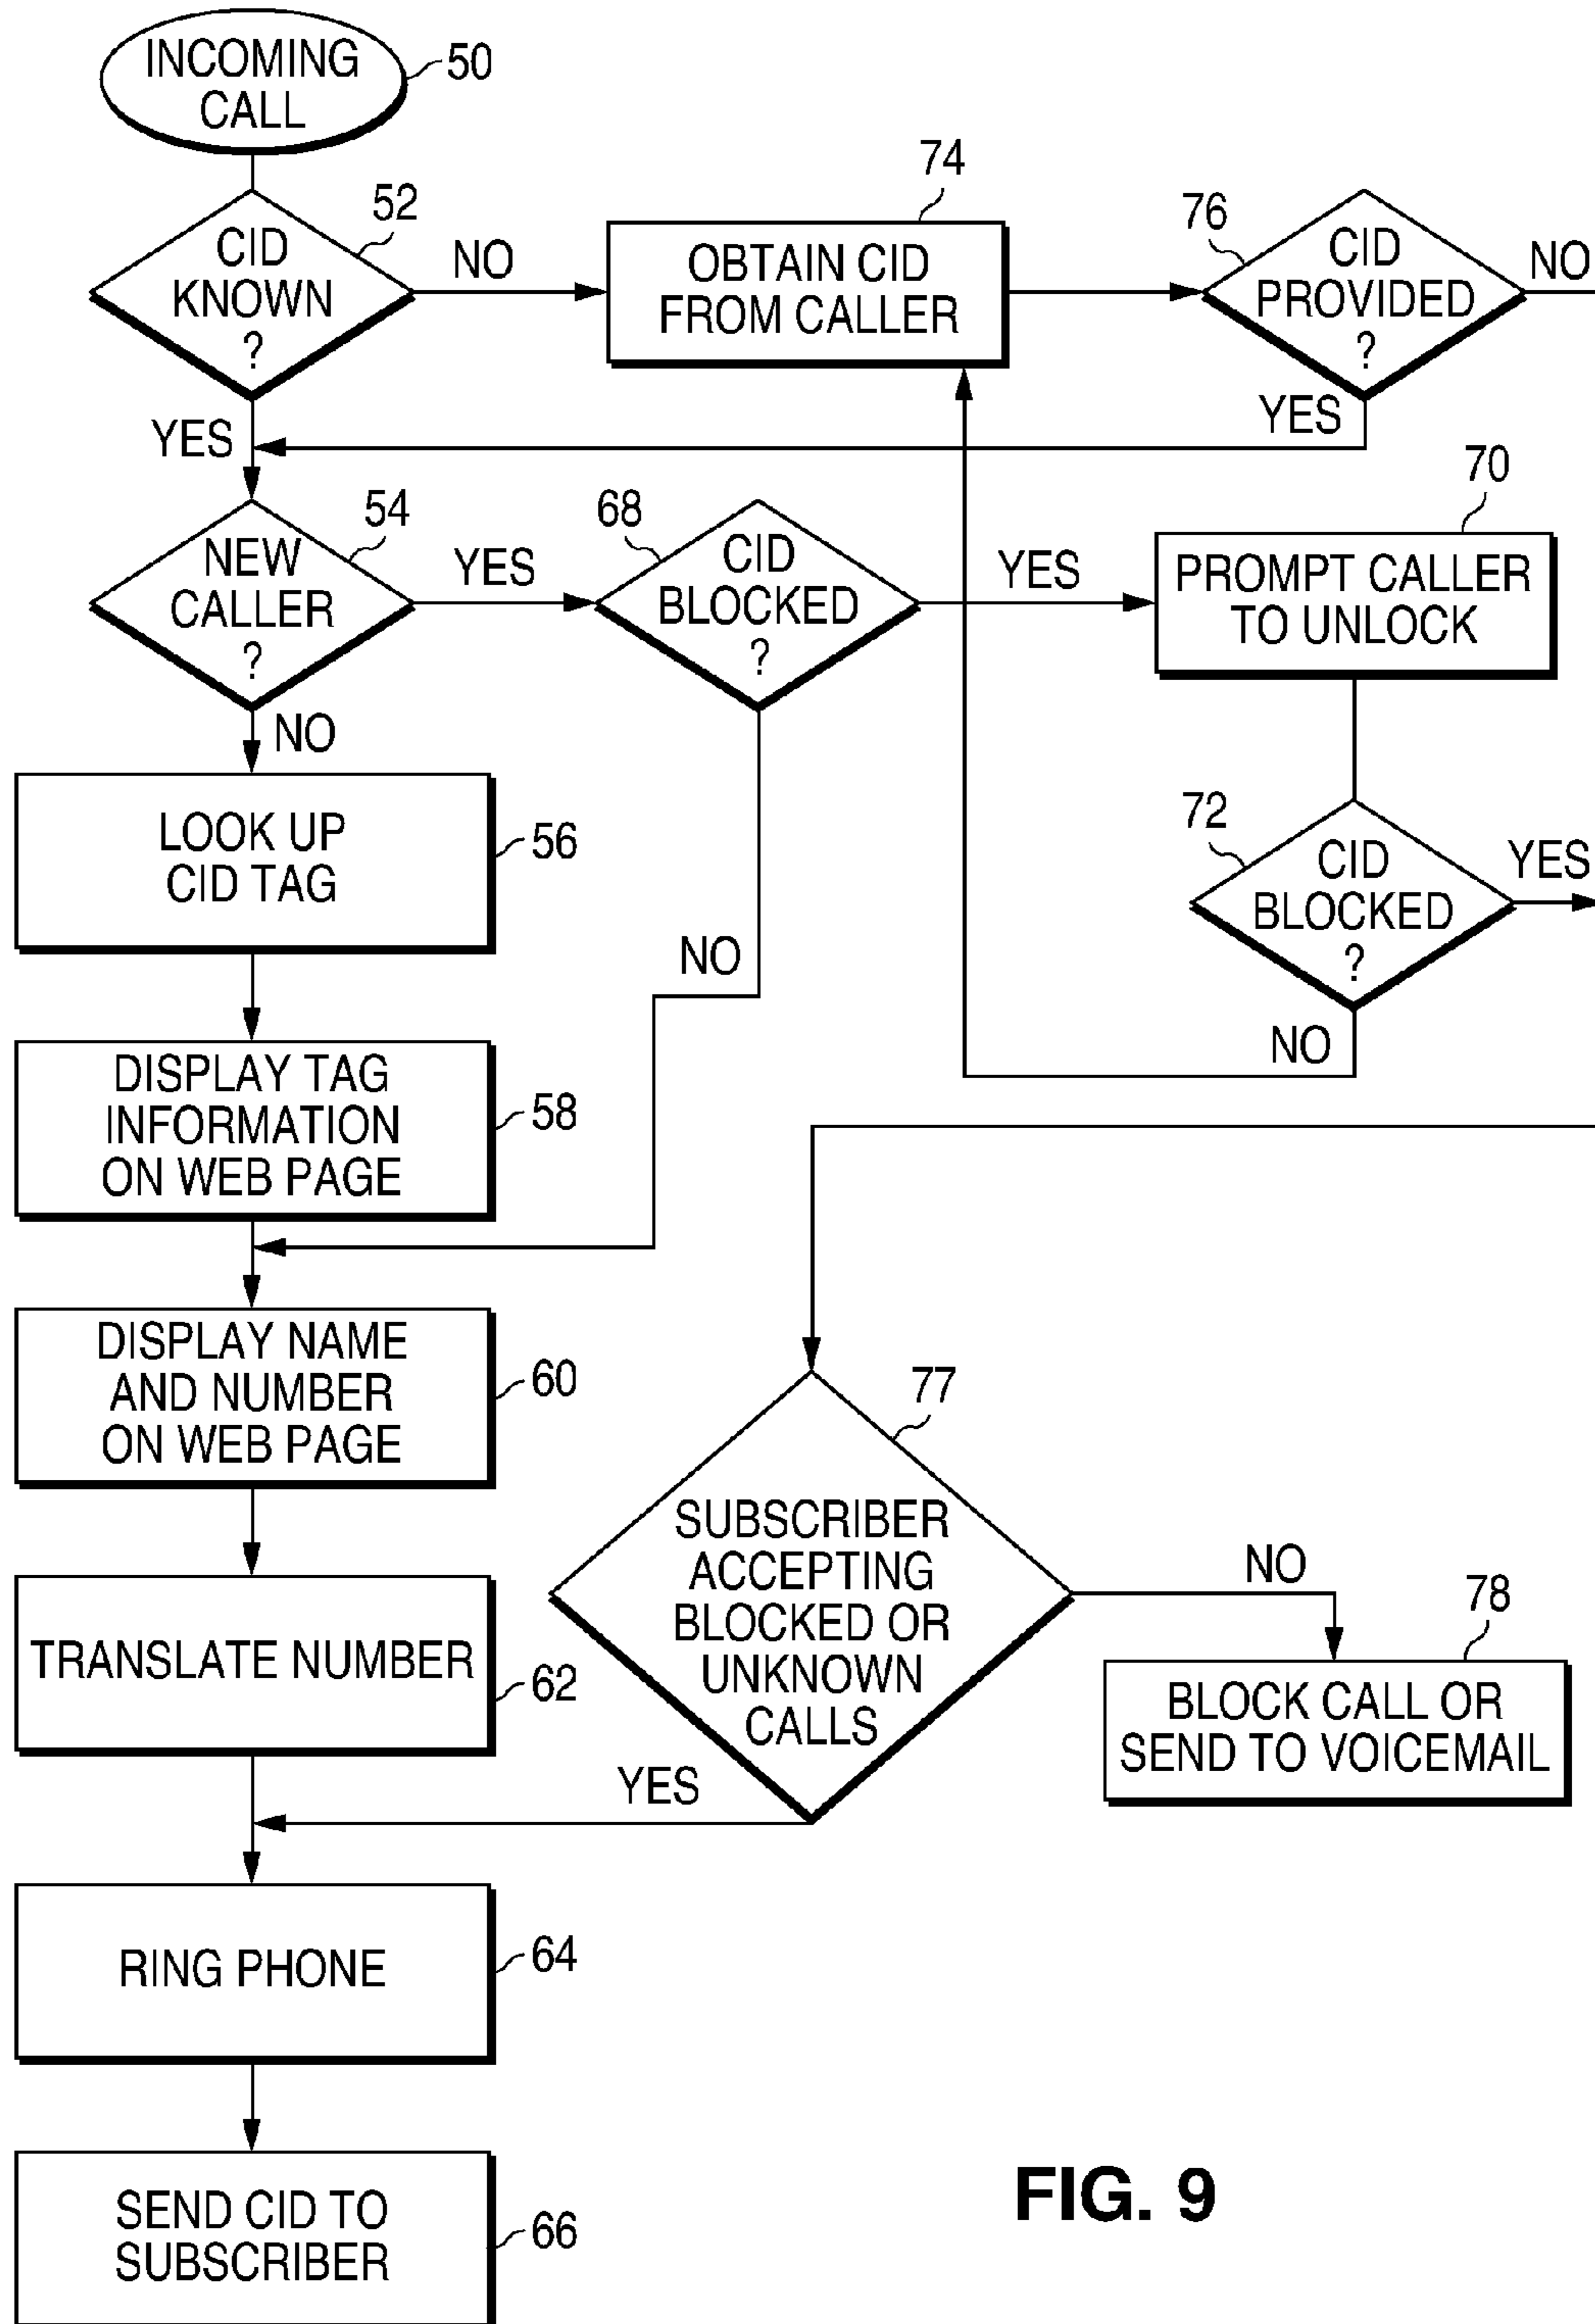 INCOMING
CALL
50
CID
KNOWN
?
52
NO
YES
OBTAIN CID
FROM CALLER
74
CID
PROVIDED
?
76
NO
YES
NEW
CALLER
?
54
YES
NO
CID
BLOCKED
?
68
YES
NO
PROMPT CALLER
TO UNLOCK
70
CID
BLOCKED
?
72
YES
NO
LOOK UP
CID TAG
56
DISPLAY TAG
INFORMATION
ON WEB PAGE
58
DISPLAY NAME
AND NUMBER
ON WEB PAGE
60
TRANSLATE NUMBER
62
SUBSCRIBER
ACCEPTING
BLOCKED OR
UNKNOWN
CALLS
77
NO
YES
BLOCK CALL OR
SEND TO VOICEMAIL
78
RING PHONE
64
SEND CID TO
SUBSCRIBER
66
FIG. 9